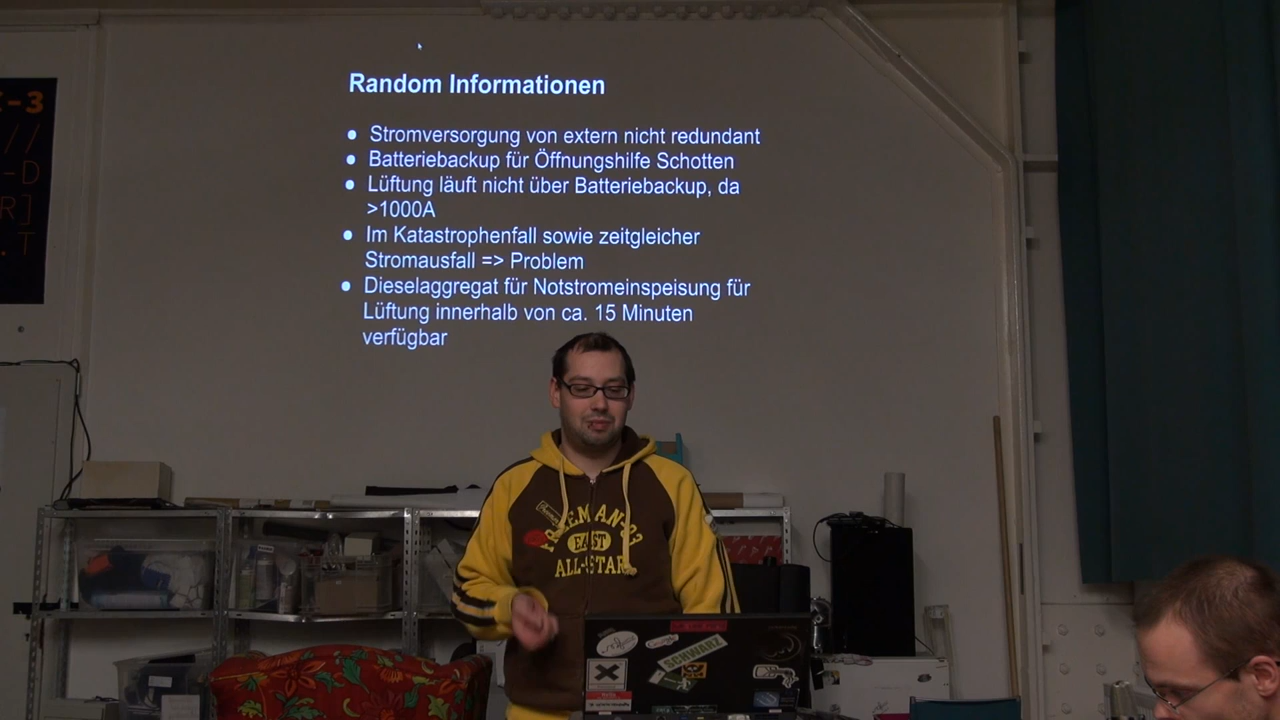 Random Informationen
● Stromversorgung von extern nicht redundant
● Batteriebackup für Öffnungshilfe Schotten
● Lüftung läuft nicht über Batteriebackup, da
>1000A
● Im Katastrophenfall sowie zeitgleicher
Stromausfall => Problem
● Dieselaggregat für Notstromeinspeisung für
Lüftung innerhalb von ca. 15 Minuten
verfügbar
-3
//
-D
R]
.T
EAST
ALL-STAR
SCHWARZ